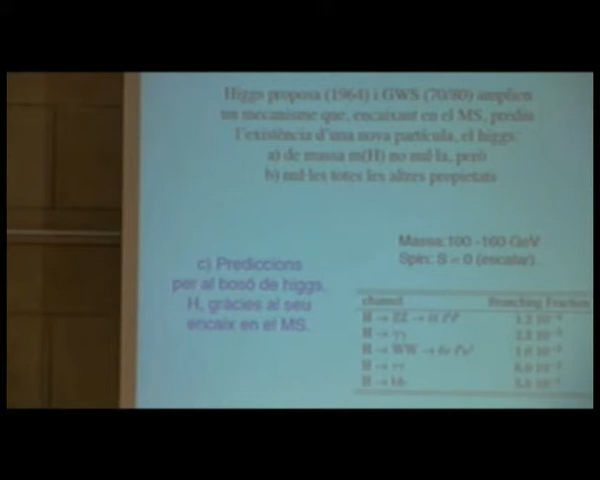 Higgs proposa (1964) i GWS (70/80) amplien
un mecanisme que, encaixant en el MS, prediu
l'existència d'una nova partícula, el higgs:
a) de massa m(H) no nul·la, però
b) nul·les totes les altres propietats
Massa: 100 -160 GeV
Spin: S = 0 (escalar)
c) Prediccions
per al bosó de higgs,
H, gràcies al seu
encaix en el MS.
channel Branching Fraction
H → ZZ →
H → γγ
H → WW →
H →
H → bb